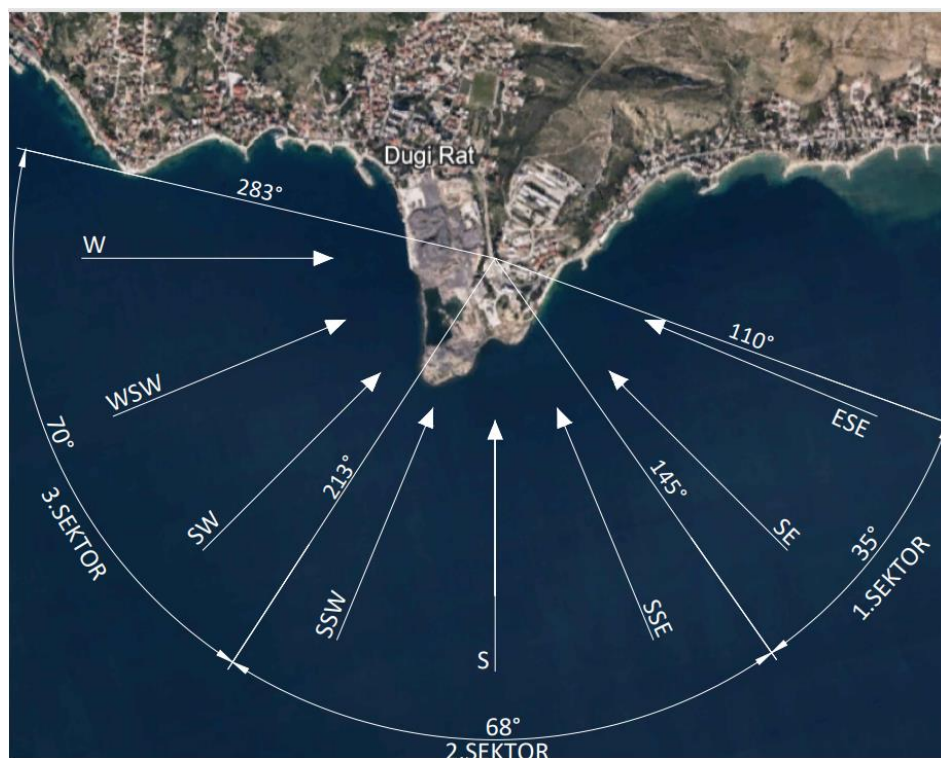 Dugi Rat
283°
W
110°
WSW
ESE
70°
SW
213°
145°
SE
35°
3.SEKTOR
1.SEKTOR
SSW
SSE
S
68°
2.SEKTOR